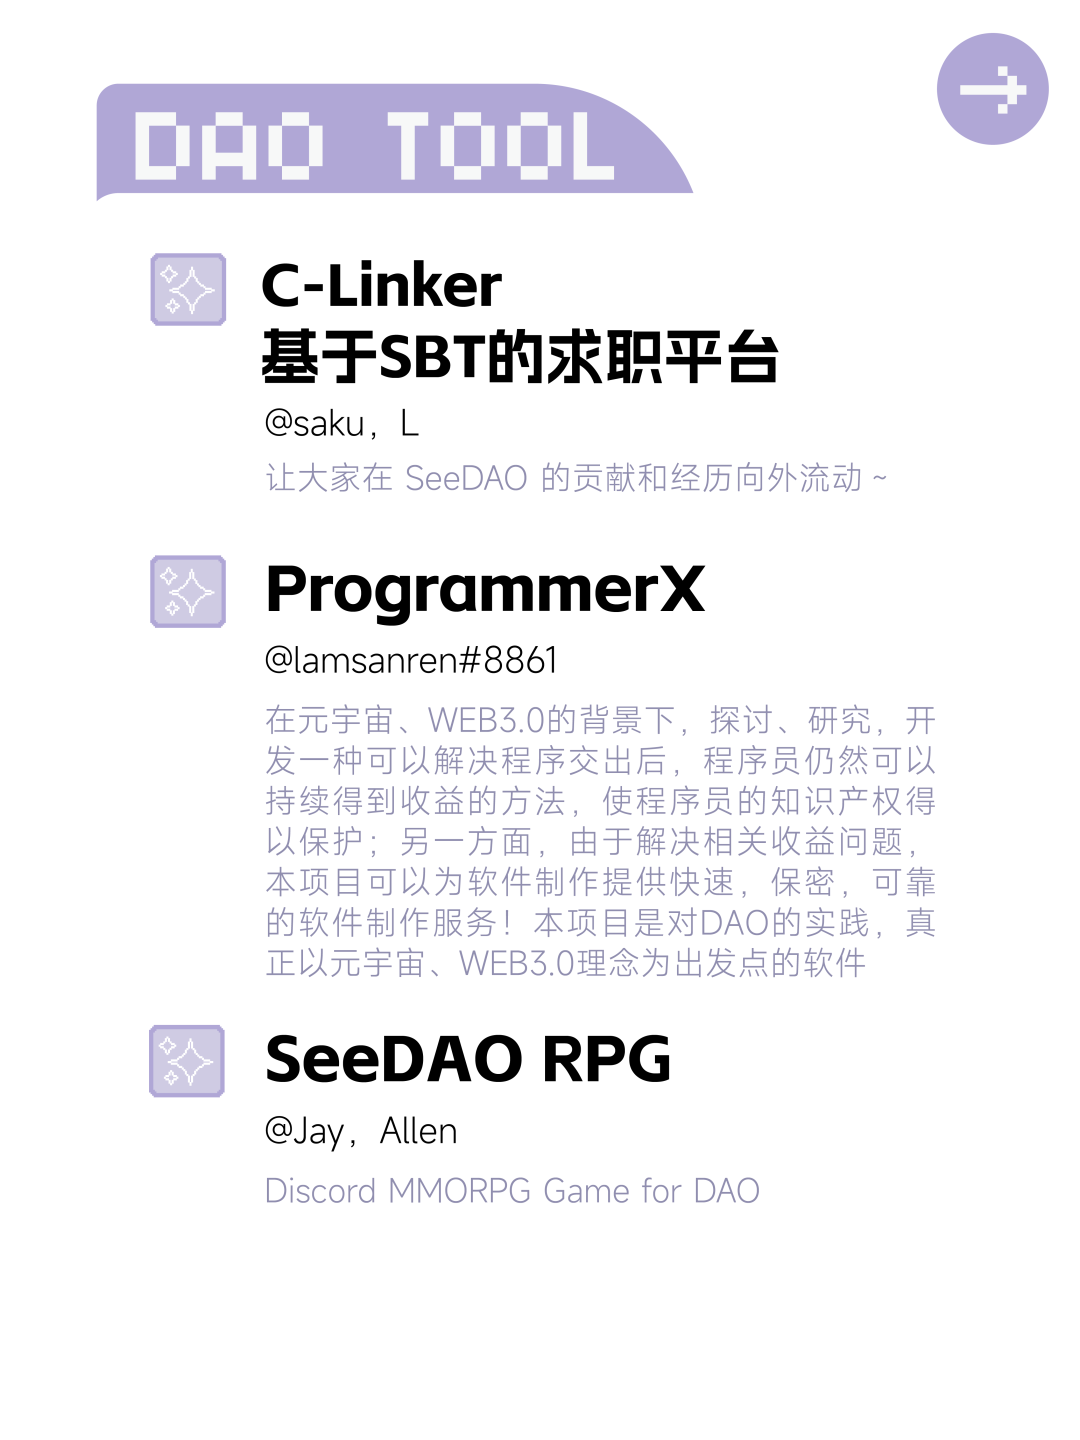 DAO TOOL
C-Linker
基于SBT的求职平台
@saku，L
让大家在 SeeDAO 的贡献和经历向外流动 ~
ProgrammerX
@lamsanren#8861
在元宇宙、WEB3.0的背景下，探讨、研究，开
发一种可以解决程序交出后，程序员仍然可以
持续得到收益的方法，使程序员的知识产权得
以保护；另一方面，由于解决相关收益问题，
本项目可以为软件制作提供快速，保密，可靠
的软件制作服务！本项目是对DAO的实践，真
正以元宇宙、WEB3.0理念为出发点的软件
SeeDAO RPG
@Jay，Allen
Discord MMORPG Game for DAO